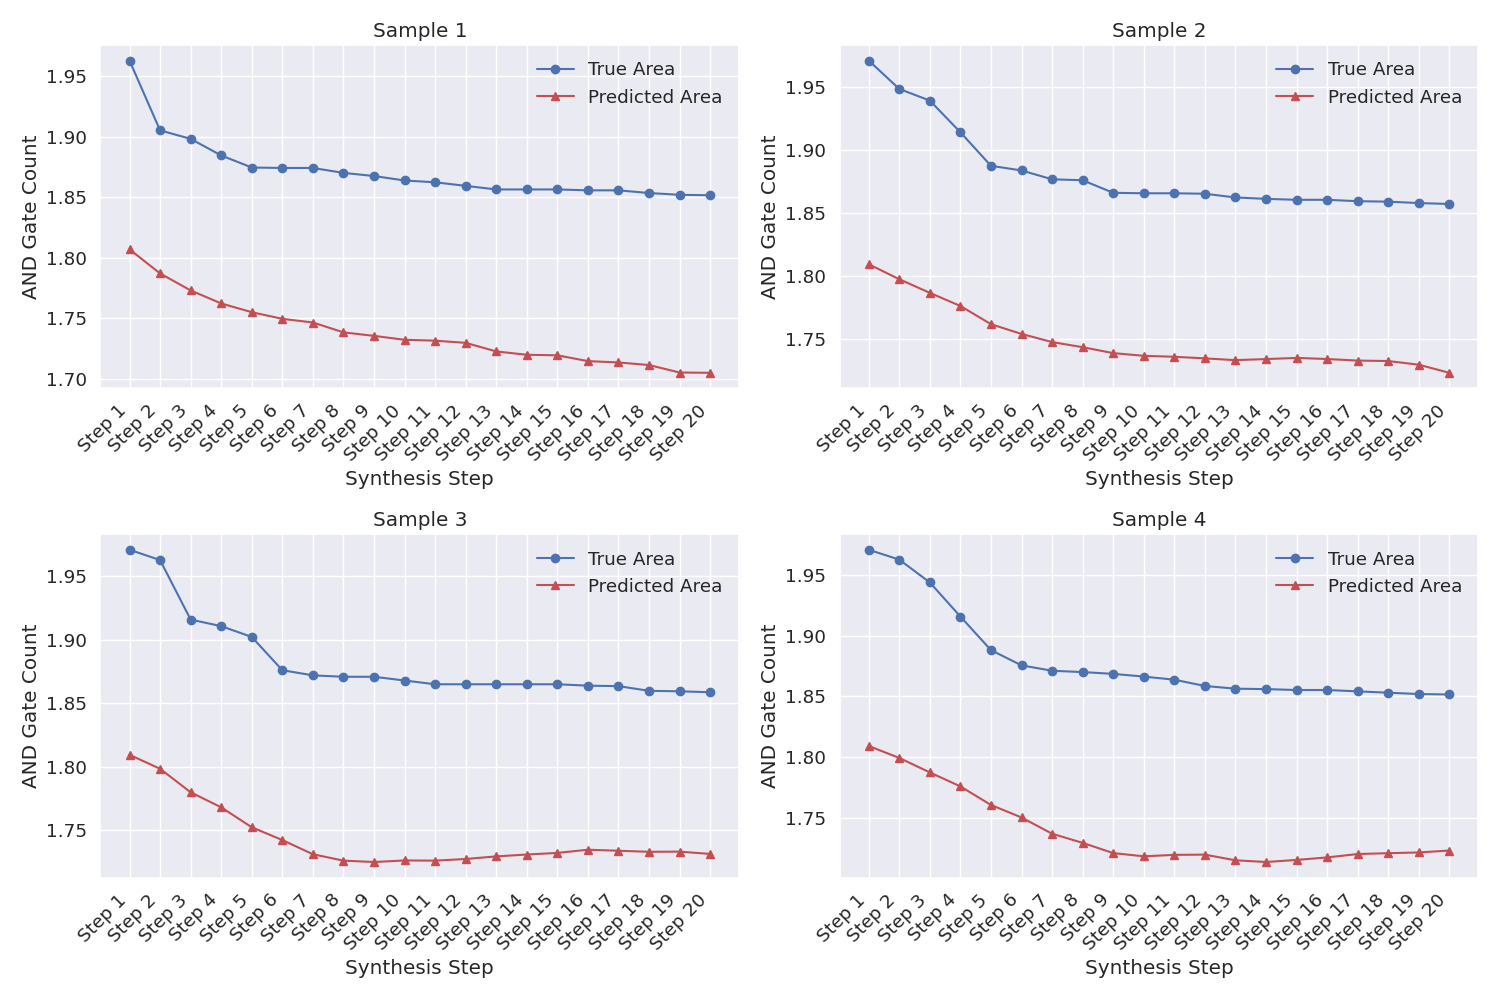 Sample 1
AND Gate Count
1.95
1.90
1.85
1.80
1.75
1.70
True Area
Predicted Area
Step 1
Step 2
Step 3
Step 4
Step 5
Step 6
Step 7
Step 8
Step 9
Step 10
Step 11
Step 12
Step 13
Step 14
Step 15
Step 16
Step 17
Step 18
Step 19
Step 20
Synthesis Step
Sample 2
AND Gate Count
1.95
1.90
1.85
1.80
1.75
True Area
Predicted Area
Step 1
Step 2
Step 3
Step 4
Step 5
Step 6
Step 7
Step 8
Step 9
Step 10
Step 11
Step 12
Step 13
Step 14
Step 15
Step 16
Step 17
Step 18
Step 19
Step 20
Synthesis Step
Sample 3
AND Gate Count
1.95
1.90
1.85
1.80
1.75
True Area
Predicted Area
Step 1
Step 2
Step 3
Step 4
Step 5
Step 6
Step 7
Step 8
Step 9
Step 10
Step 11
Step 12
Step 13
Step 14
Step 15
Step 16
Step 17
Step 18
Step 19
Step 20
Synthesis Step
Sample 4
AND Gate Count
1.95
1.90
1.85
1.80
1.75
True Area
Predicted Area
Step 1
Step 2
Step 3
Step 4
Step 5
Step 6
Step 7
Step 8
Step 9
Step 10
Step 11
Step 12
Step 13
Step 14
Step 15
Step 16
Step 17
Step 18
Step 19
Step 20
Synthesis Step